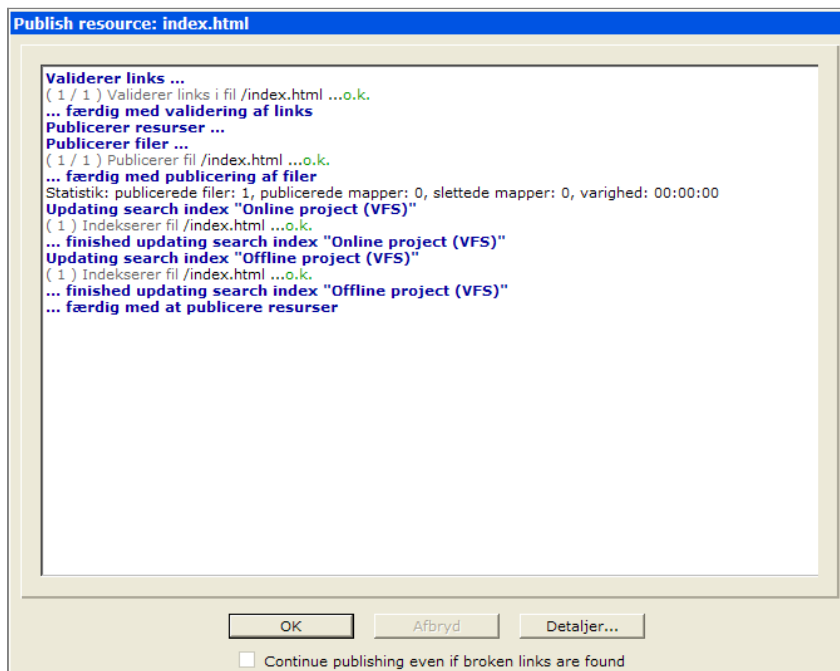 Publish resource: index.html
Validerer links ...
( 1 / 1 ) Validerer links i fil /index.html ...o.k.
... færdig med validering af links
Publicerer resurser ...
Publicerer filer ...
( 1 / 1 ) Publicerer fil /index.html ...o.k.
... færdig med publicering af filer
Statistik: publicerede filer: 1, publicerede mapper: 0, slettede mapper: 0, varighed: 00:00:00
Updating search index "Online project (VFS)"
( 1 ) Indekserer fil /index.html ...o.k.
... finished updating search index "Online project (VFS)"
Updating search index "Offline project (VFS)"
( 1 ) Indekserer fil /index.html ...o.k.
... finished updating search index "Offline project (VFS)"
... færdig med at publicere resurser
OK Afbryd Detaljer...
Continue publishing even if broken links are found